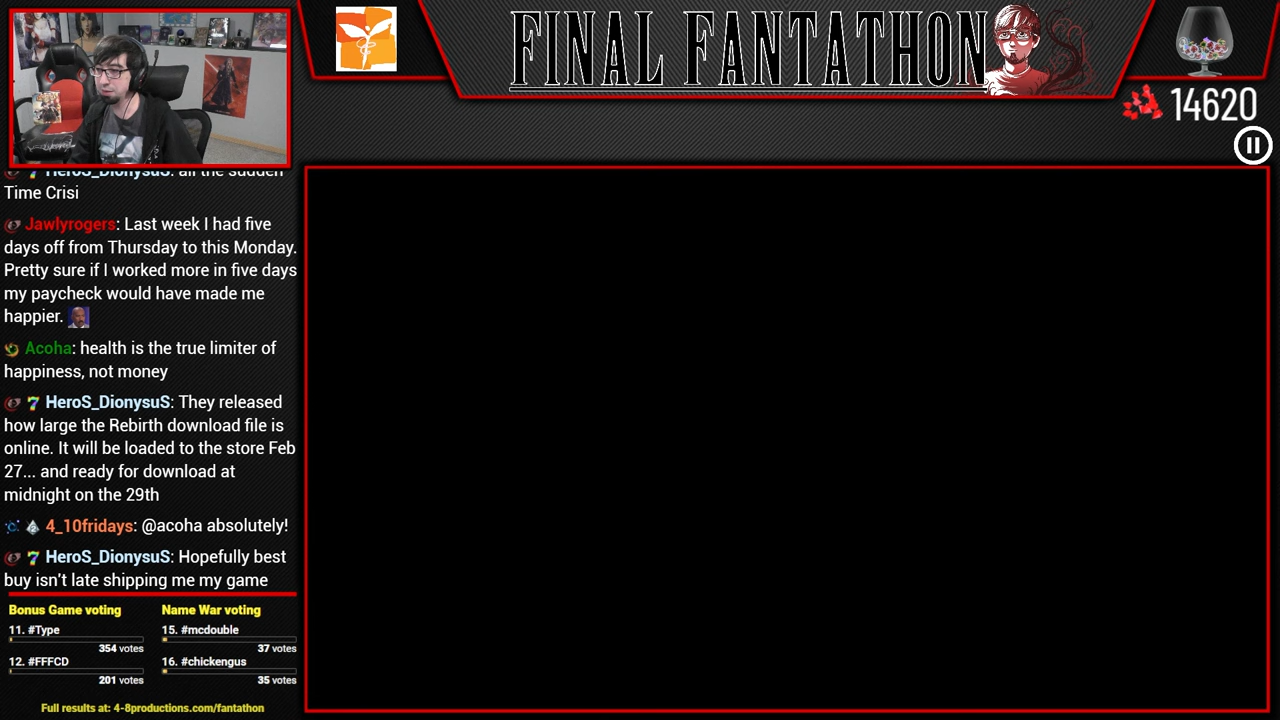 FINAL FANTATHON
14620
HeroS_DionysuS: all the sudden
Time Crisi
Jawlyrogers: Last week I had five
days off from Thursday to this Monday.
Pretty sure if I worked more in five days
my paycheck would have made me
happier.
Acoha: health is the true limiter of
happiness, not money
7 HeroS_DionysuS: They released
how large the Rebirth download file is
online. It will be loaded to the store Feb
27... and ready for download at
midnight on the 29th
4_10fridays: @acoha absolutely!
7 HeroS_DionysuS: Hopefully best
buy isn't late shipping me my game
Bonus Game voting
11. #Type
354 votes
12. #FFFCD
201 votes
Name War voting
15. #mcdouble
37 votes
16. #chickengus
35 votes
Full results at: 4-8productions.com/fantathon